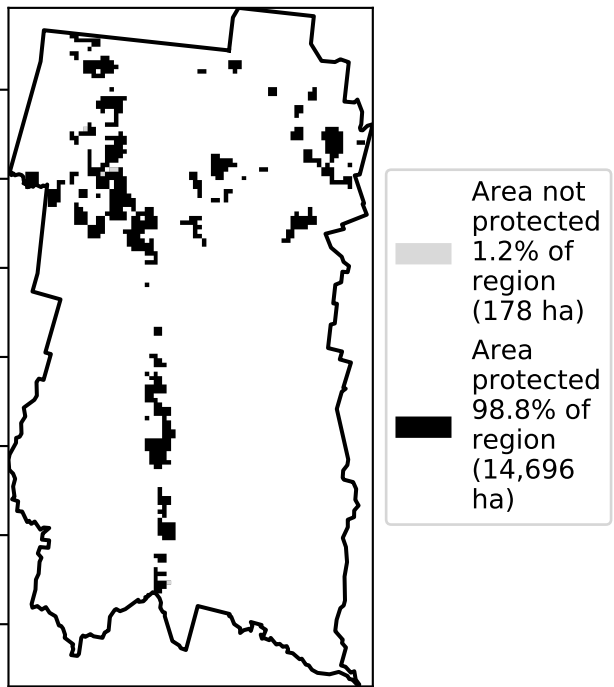 Area not
protected
1.2% of
region
(178 ha)
Area
protected
98.8% of
region
(14,696
ha)